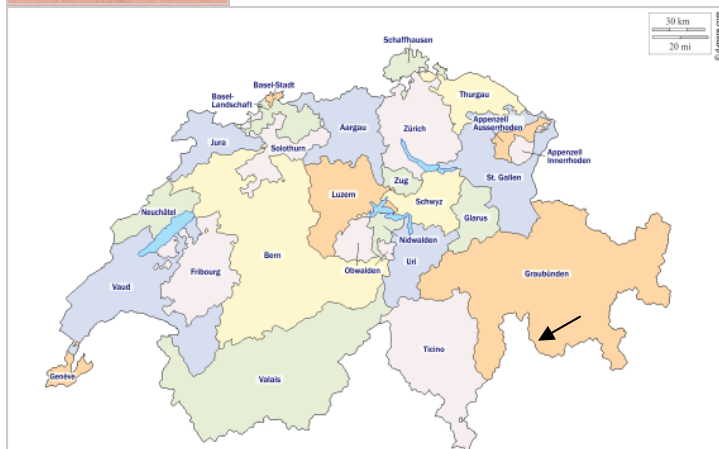 30 km
20 mi
Schaffhausen
Basel-Stadt
Basel-
Landschaft
Thurgau
Appenzell
Ausserrhoden
Aargau
Zürich
Jura
Solothurn
Appenzell
Innerrhoden
St. Gallen
Zug
Luzern
Schwyz
Neuchâtel
Glarus
Nidwalden
Bern
Uri
Obwalden
Fribourg
Graubünden
Vaud
Ticino
Genève
Valais